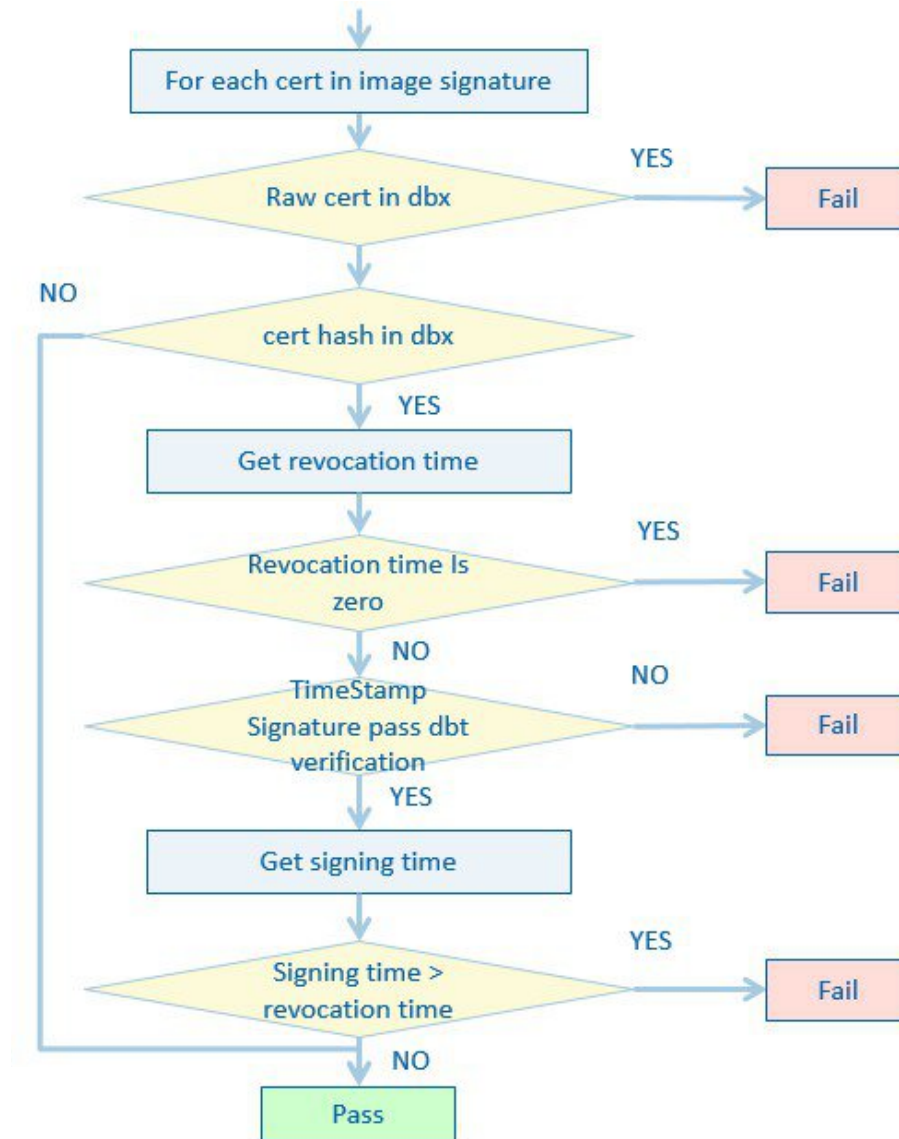 For each cert in image signature
YES
Raw cert in dbx
Fail
NO
cert hash in dbx
YES
Get revocation time
YES
Revocation time Is
zero
Fail
NO
NO
TimeStamp
Signature pass dbt
verification
Fail
YES
Get signing time
YES
Signing time >
revocation time
Fail
NO
Pass